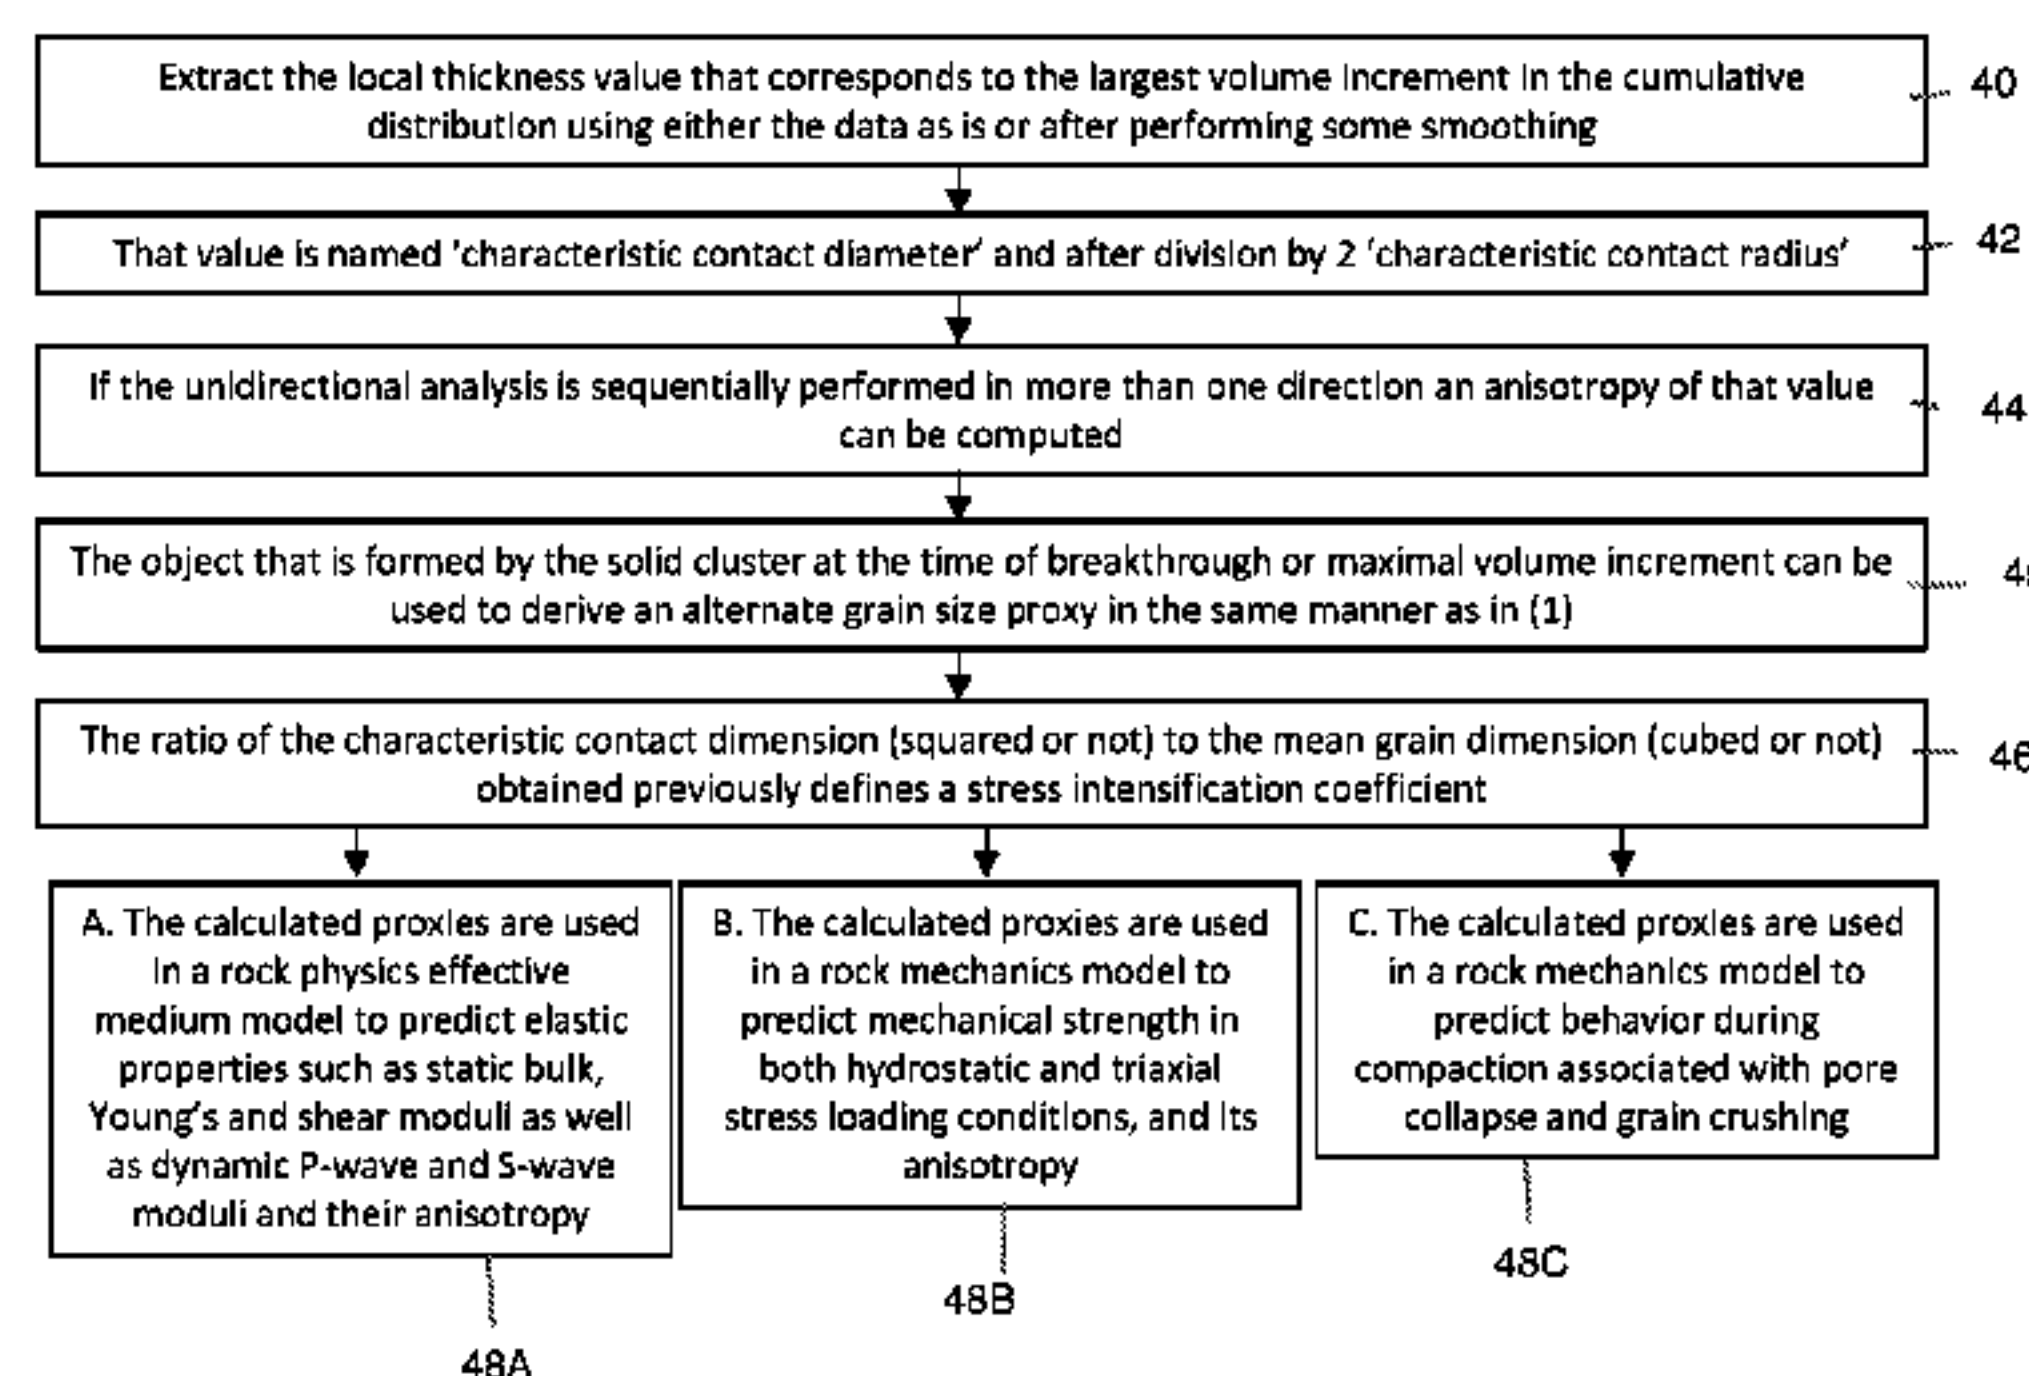 Extract the local thickness value that corresponds to the largest volume increment in the cumulative
distribution using either the data as is or after performing some smoothing
40
That value is named 'characteristic contact diameter' and after division by 2 'characteristic contact radius'
42
If the unidirectional analysis is sequentially performed in more than one direction an anisotropy of that value
can be computed
44
The object that is formed by the solid cluster at the time of breakthrough or maximal volume increment can be
used to derive an alternate grain size proxy in the same manner as in (1)
The ratio of the characteristic contact dimension (squared or not) to the mean grain dimension (cubed or not)
obtained previously defines a stress intensification coefficient
46
A. The calculated proxies are used
in a rock physics effective
medium model to predict elastic
properties such as static bulk,
Young's and shear moduli as well
as dynamic P-wave and S-wave
moduli and their anisotropy
48A
B. The calculated proxies are used
in a rock mechanics model to
predict mechanical strength in
both hydrostatic and triaxial
stress loading conditions, and its
anisotropy
48B
C. The calculated proxies are used
in a rock mechanics model to
predict behavior during
compaction associated with pore
collapse and grain crushing
48C